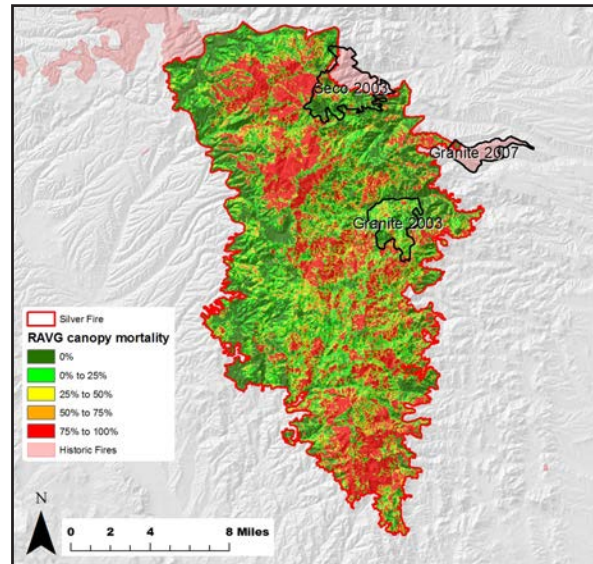 Seco 2003
Granite 2007
Granite 2003
Silver Fire
RAVG canopy mortality
0%
0% to 25%
25% to 50%
50% to 75%
75% to 100%
Historic Fires
N
0 2 4 8 Miles